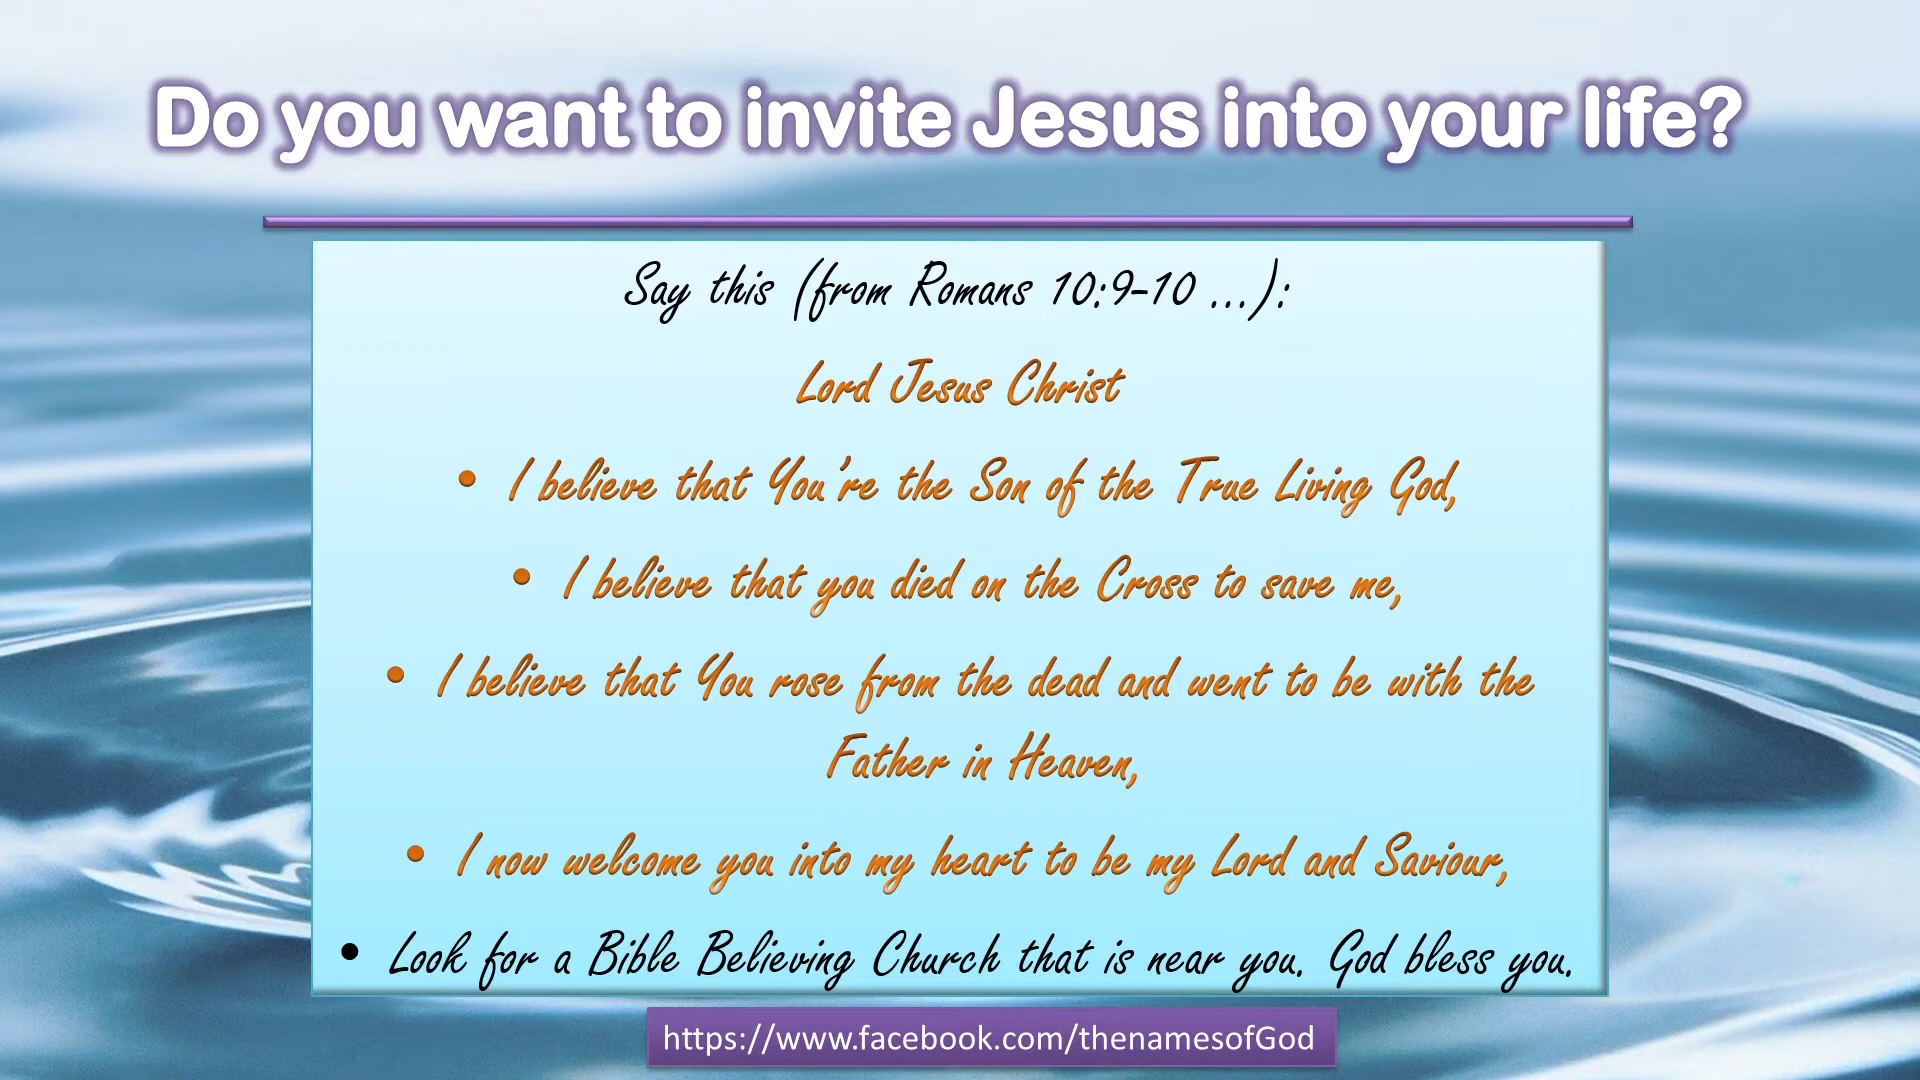 Do you want to invite Jesus into your life?
Say this (from Romans 10:9-10 ...):
Lord Jesus Christ
• I believe that You're the Son of the True Living God,
• I believe that you died on the Cross to save me,
• I believe that You rose from the dead and went to be with the
Father in Heaven,
• I now welcome you into my heart to be my Lord and Saviour,
• Look for a Bible Believing Church that is near you. God bless you.
https://www.facebook.com/thenamesofGod